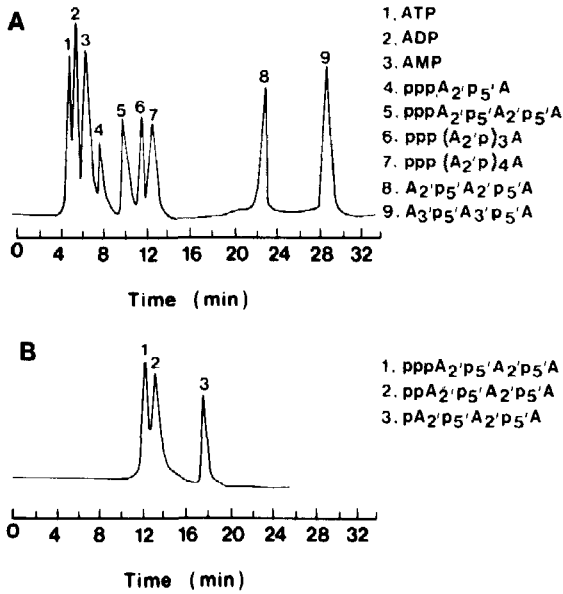 A
1 2 3 4 5 6 7 8 9
0 4 8 12 16 20 24 28 32
Time (min)
1. ATP
2. ADP
3. AMP
4. pppA2'p5'A
5. pppA2'p5'A2'p5'A
6. ppp (A2'p)3A
7. ppp (A2'p)4A
8. A2'p5'A2'p5'A
9. A3'p5'A3'p5'A
B
1 2 3
0 4 8 12 16 20 24 28 32
Time (min)
1. pppA2'p5'A2'p5'A
2. ppA2'p5'A2'p5'A
3. pA2'p5'A2'p5'A